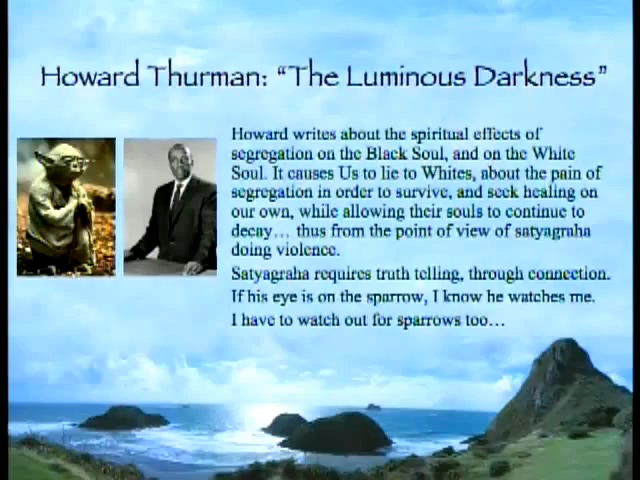 Howard Thurman: "The Luminous Darkness"
Howard writes about the spiritual effects of
segregation on the Black Soul, and on the White
Soul. It causes Us to lie to Whites, about the pain of
segregation in order to survive, and seek healing on
our own, while allowing their souls to continue to
decay… thus from the point of view of satyagraha
doing violence.
Satyagraha requires truth telling, through connection.
If his eye is on the sparrow, I know he watches me.
I have to watch out for sparrows too…